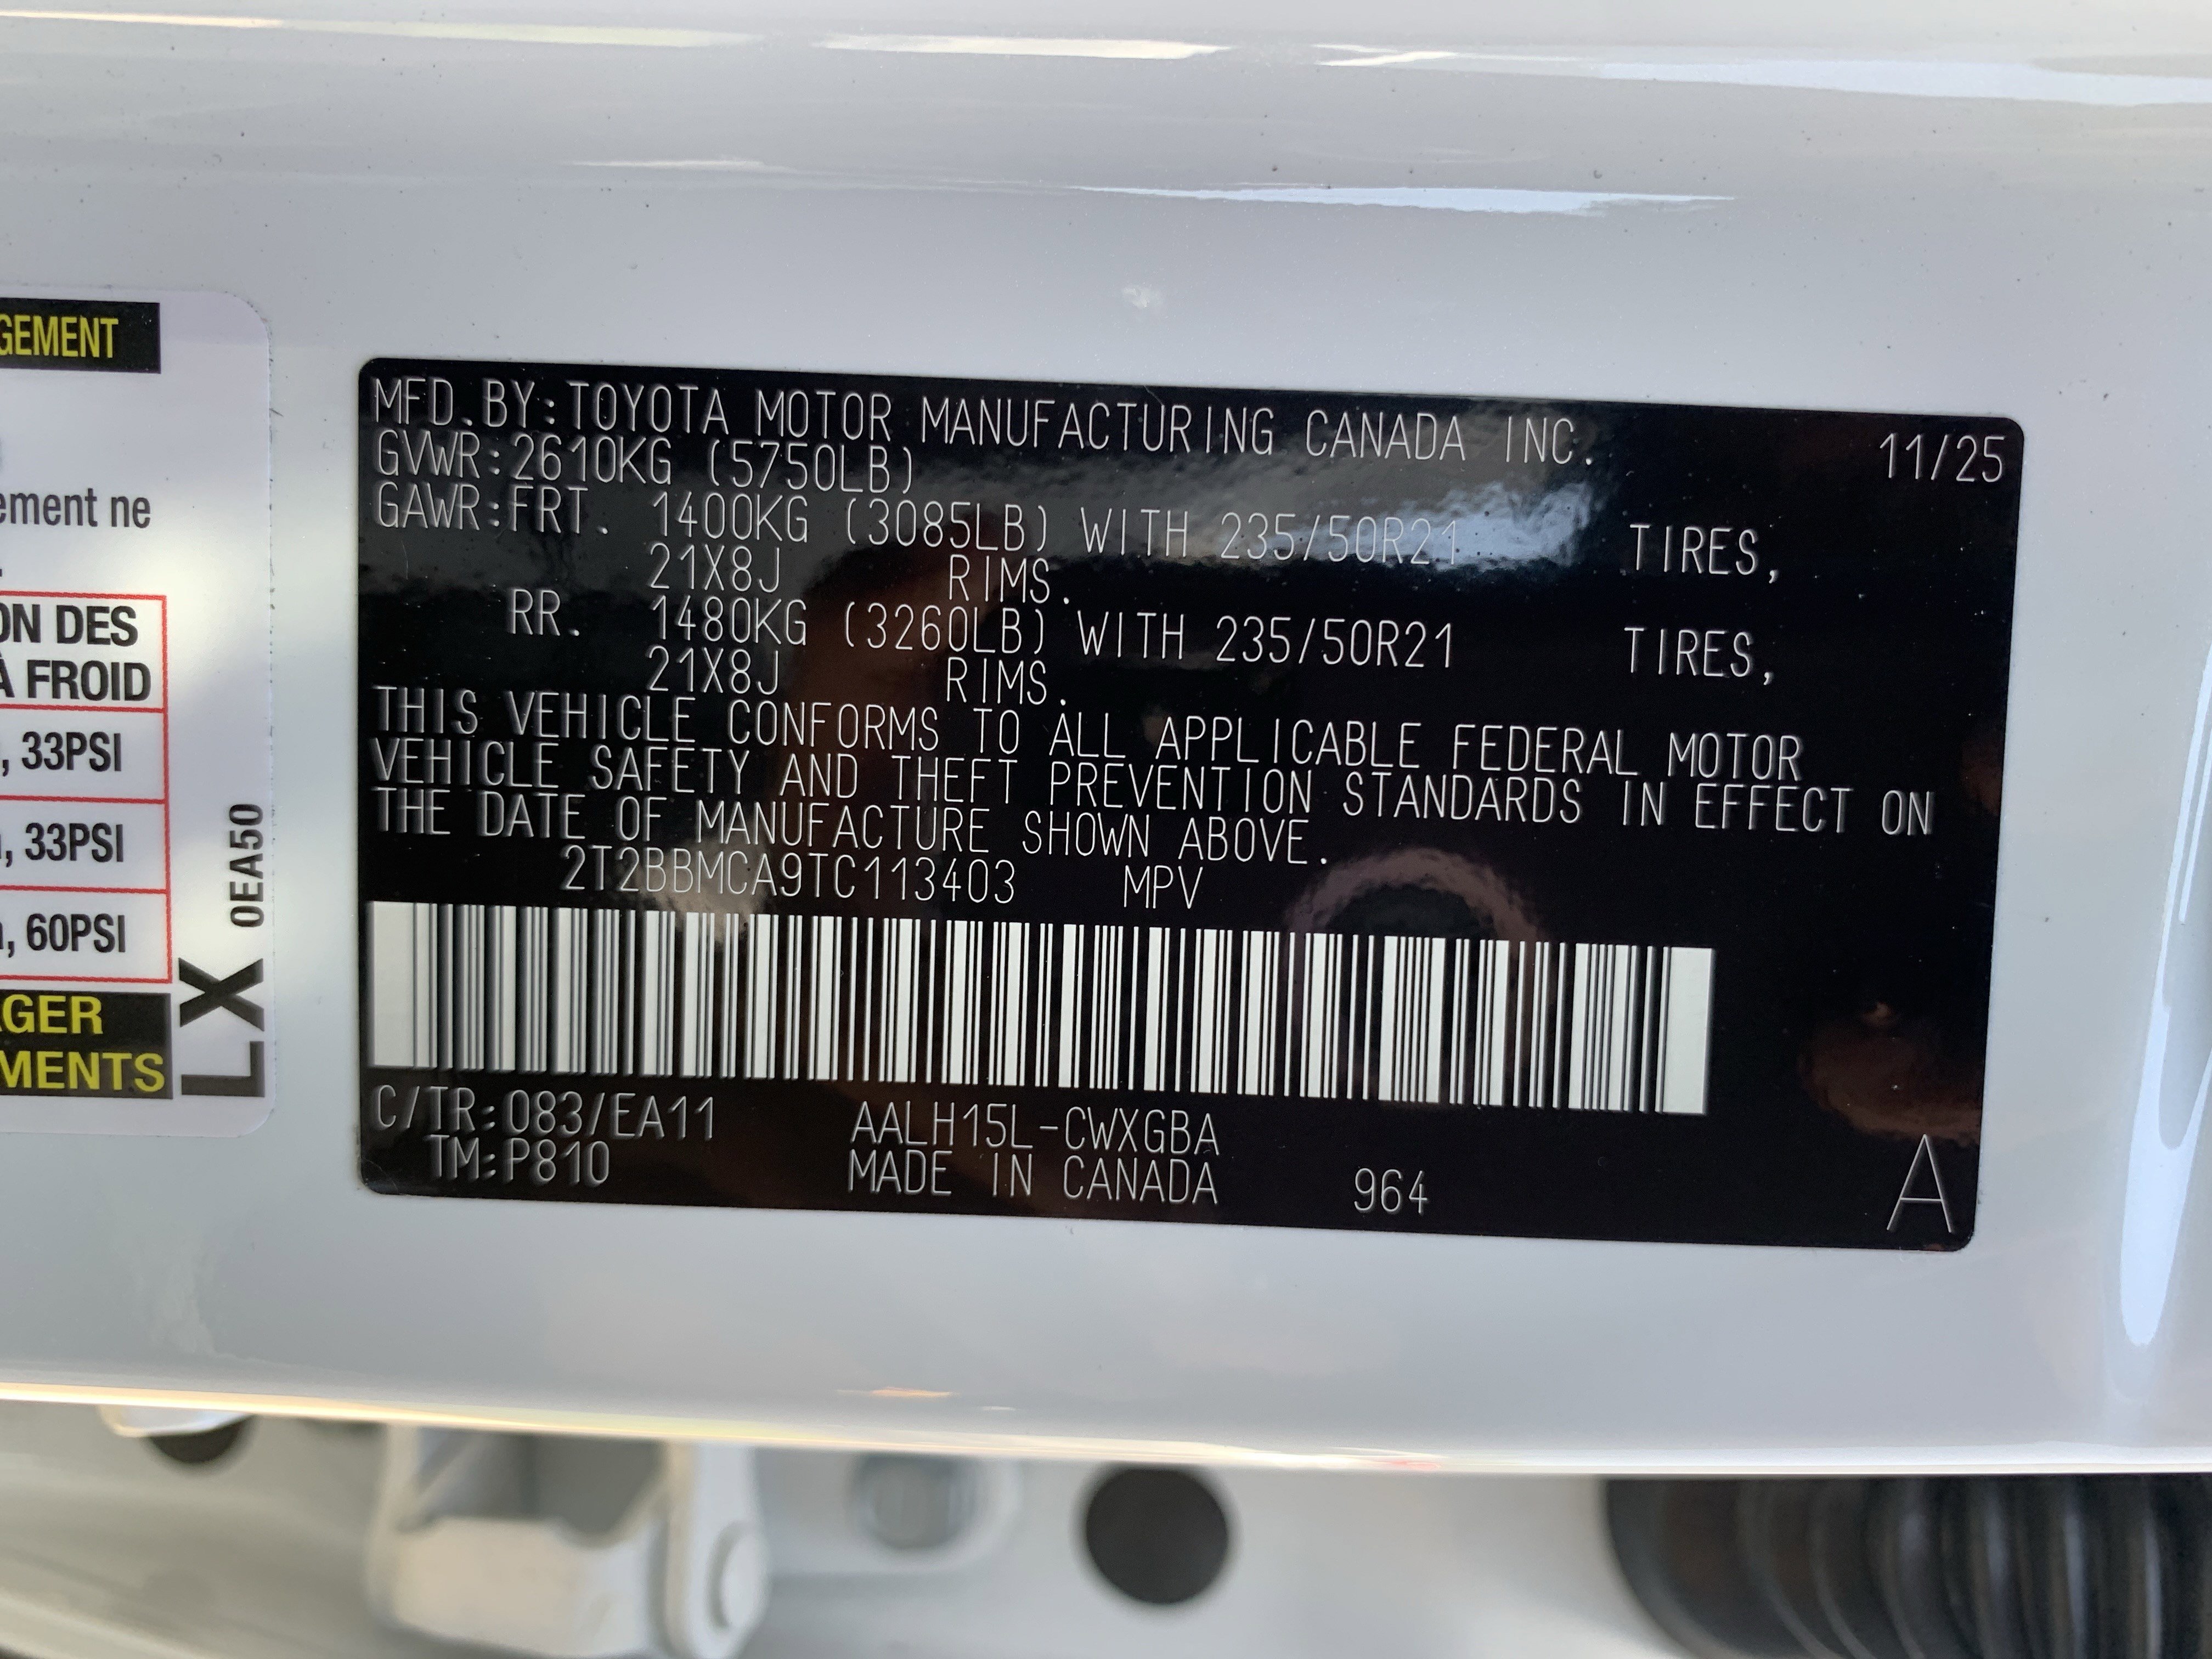 GEMENT
ement ne
ON DES
À FROID
, 33PSI
, 33PSI
, 60PSI
GER
MENTS
LX 0EA50
MFD.BY:TOYOTA MOTOR MANUFACTURING CANADA INC. 11/25
GVWR:2610KG (5750LB)
GAWR:FRT. 1400KG (3085LB) WITH 235/50R21 TIRES,
21X8J RIMS.
RR. 1480KG (3260LB) WITH 235/50R21 TIRES,
21X8J RIMS.
THIS VEHICLE CONFORMS TO ALL APPLICABLE FEDERAL MOTOR
VEHICLE SAFETY AND THEFT PREVENTION STANDARDS IN EFFECT ON
THE DATE OF MANUFACTURE SHOWN ABOVE.
2T2BBMCA9TC113403 MPV
C/TR:083/EA11 AALH15L-CWXGBA
TM:P810 MADE IN CANADA 964 A